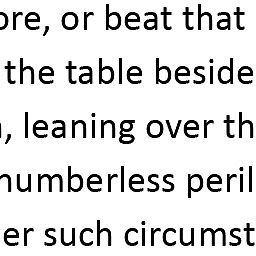 ore, or beat that
the table beside
, leaning over th
numberless peril
er such circumst